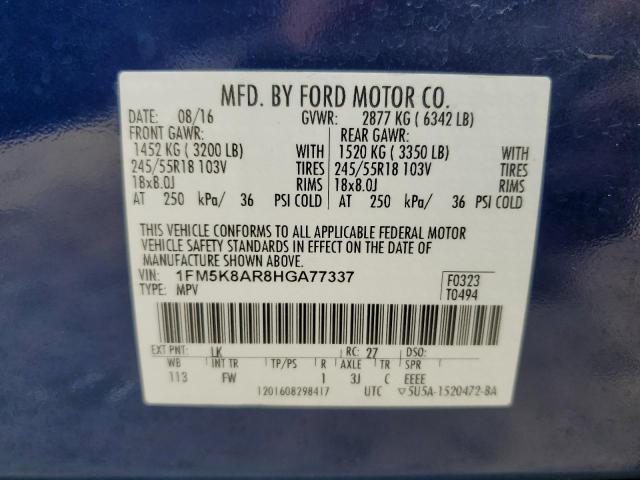 MFD. BY FORD MOTOR CO.
DATE: 08/16 GVWR: 2877 KG ( 6342 LB)
FRONT GAWR: REAR GAWR:
1452 KG ( 3200 LB) WITH 1520 KG ( 3350 LB) WITH
245/55R18 103V TIRES 245/55R18 103V TIRES
18x8.0J RIMS 18x8.0J RIMS
AT 250 kPa/ 36 PSI COLD AT 250 kPa/ 36 PSI COLD
THIS VEHICLE CONFORMS TO ALL APPLICABLE FEDERAL MOTOR
VEHICLE SAFETY STANDARDS IN EFFECT ON THE DATE OF
MANUFACTURE SHOWN ABOVE.
VIN: 1FM5K8AR8HGA77337 F0323
TYPE: MPV T0494
EXT PNT: LK RC: 27 DSO:
WB INT TR TP/PS R AXLE TR SPR
113 FW 1 3J C EEEE
1201608298417 UTC ▽5U5A-1520472-BA